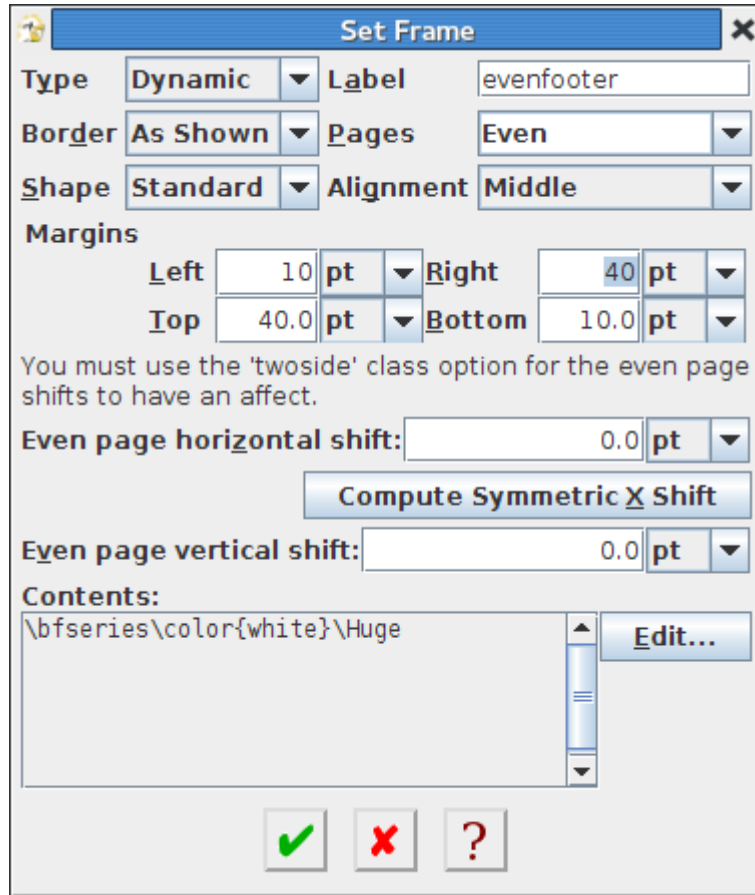 Set Frame
Type Dynamic Label evenfooter
Border As Shown Pages Even
Shape Standard Alignment Middle
Margins
Left 10 pt Right 40 pt
Top 40.0 pt Bottom 10.0 pt
You must use the 'twoside' class option for the even page
shifts to have an affect.
Even page horizontal shift: 0.0 pt
Compute Symmetric X Shift
Even page vertical shift: 0.0 pt
Contents:
\bfseries\color{white}\Huge
Edit...
?